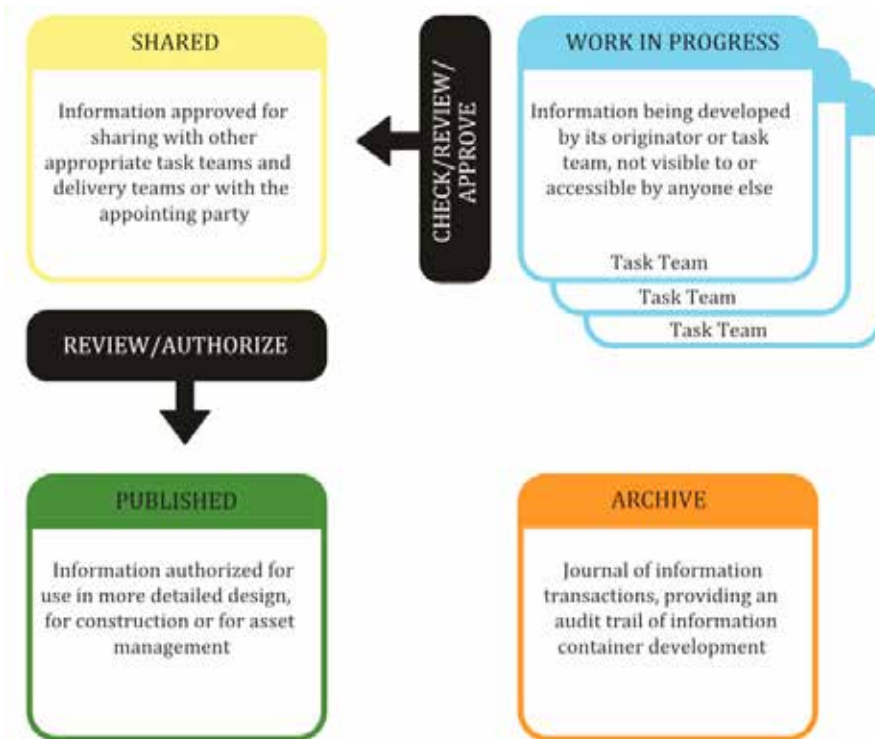 SHARED
Information approved for
sharing with other
appropriate task teams and
delivery teams or with the
appointing party
CHECK/REVIEW/
APPROVE
WORK IN PROGRESS
Information being developed
by its originator or task
team, not visible to or
accessible by anyone else
Task Team
Task Team
Task Team
REVIEW/AUTHORIZE
PUBLISHED
Information authorized for
use in more detailed design,
for construction or for asset
management
ARCHIVE
Journal of information
transactions, providing an
audit trail of information
container development